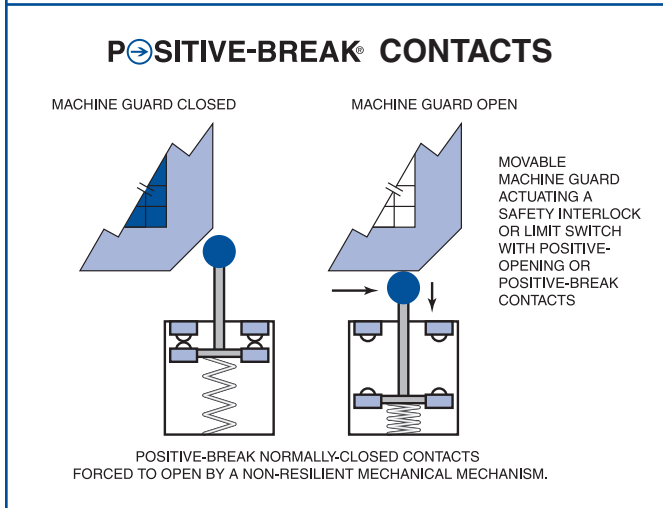 P⊖SITIVE-BREAK® CONTACTS
MACHINE GUARD CLOSED
MACHINE GUARD OPEN
MOVABLE
MACHINE GUARD
ACTUATING A
SAFETY INTERLOCK
OR LIMIT SWITCH
WITH POSITIVE-
OPENING OR
POSITIVE-BREAK
CONTACTS
POSITIVE-BREAK NORMALLY-CLOSED CONTACTS
FORCED TO OPEN BY A NON-RESILIENT MECHANICAL MECHANISM.